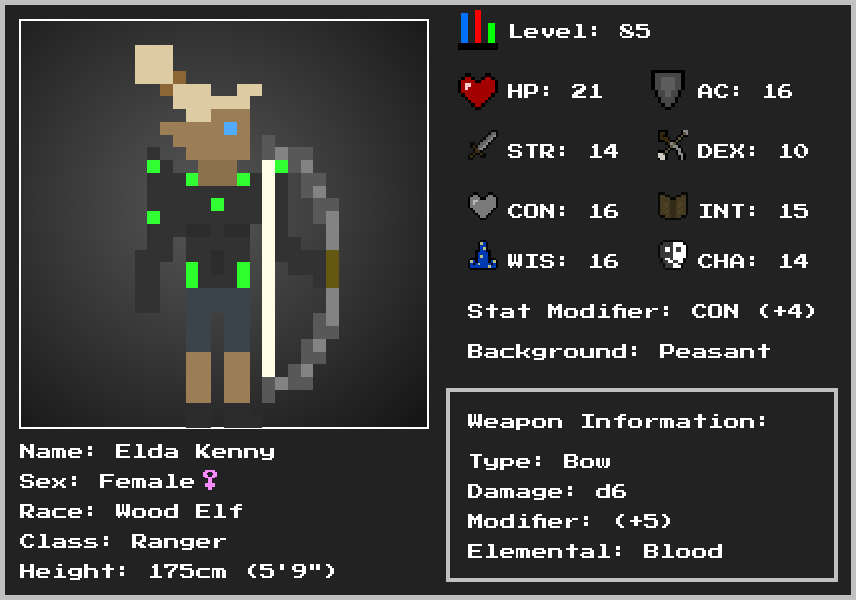 Level: 85
HP: 21
AC: 16
STR: 14
DEX: 10
CON: 16
INT: 15
WIS: 16
CHA: 14
Stat Modifier: CON (+4)
Background: Peasant
Weapon Information:
Type: Bow
Damage: d6
Modifier: (+5)
Elemental: Blood
Name: Elda Kenny
Sex: Female♀
Race: Wood Elf
Class: Ranger
Height: 175cm (5'9")